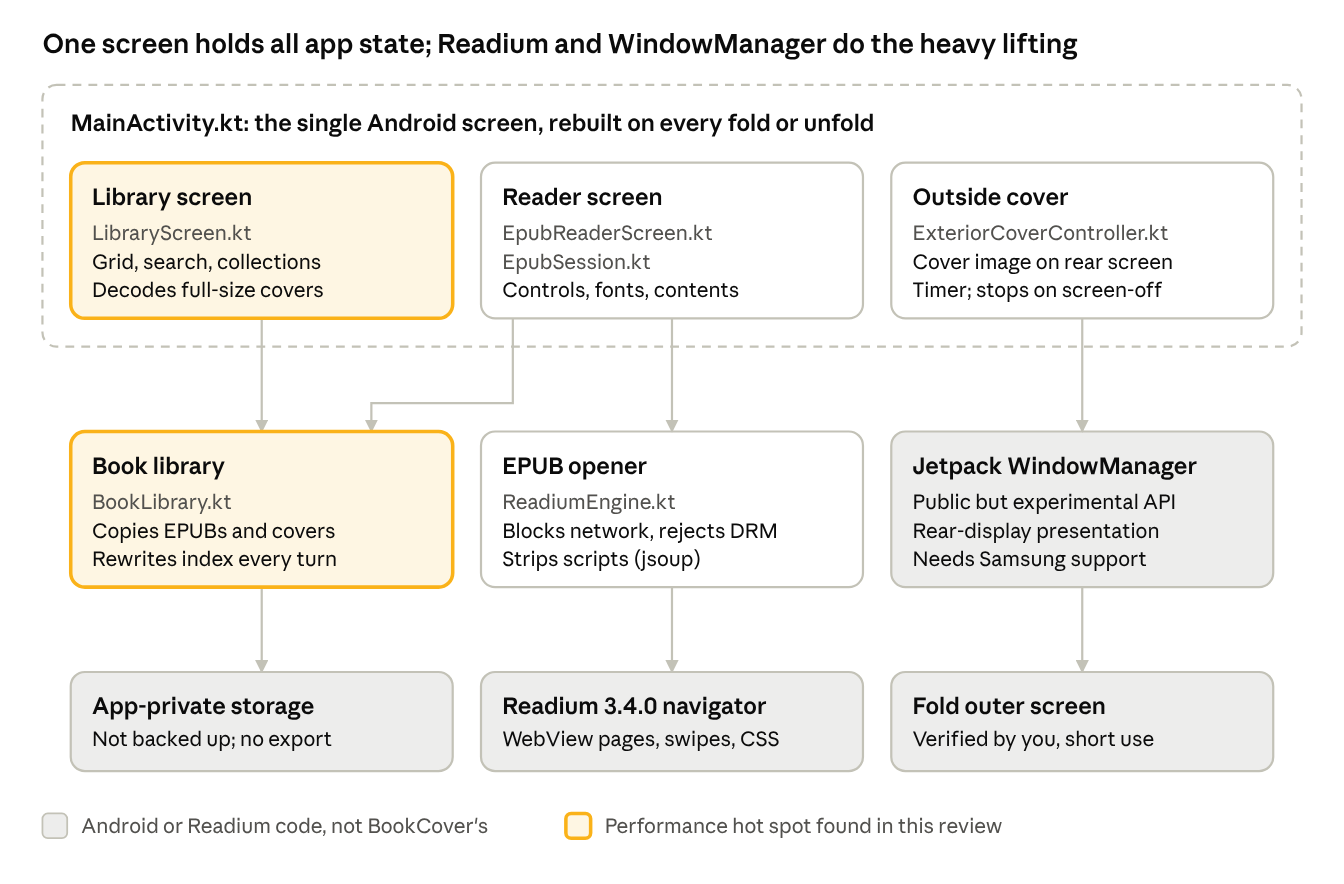 One screen holds all app state; Readium and WindowManager do the heavy lifting
MainActivity.kt: the single Android screen, rebuilt on every fold or unfold
Library screen
LibraryScreen.kt
Grid, search, collections
Decodes full-size covers
Reader screen
EpubReaderScreen.kt
EpubSession.kt
Controls, fonts, contents
Outside cover
ExteriorCoverController.kt
Cover image on rear screen
Timer; stops on screen-off
Book library
BookLibrary.kt
Copies EPUBs and covers
Rewrites index every turn
EPUB opener
ReadiumEngine.kt
Blocks network, rejects DRM
Strips scripts (jsoup)
Jetpack WindowManager
Public but experimental API
Rear-display presentation
Needs Samsung support
App-private storage
Not backed up; no export
Readium 3.4.0 navigator
WebView pages, swipes, CSS
Fold outer screen
Verified by you, short use
Android or Readium code, not BookCover's
Performance hot spot found in this review